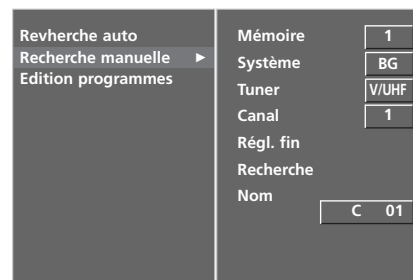 Revherche auto
Recherche manuelle ►
Edition programmes
Mémoire 1
Système BG
Tuner V/UHF
Canal 1
Régl. fin
Recherche
Nom
C 01